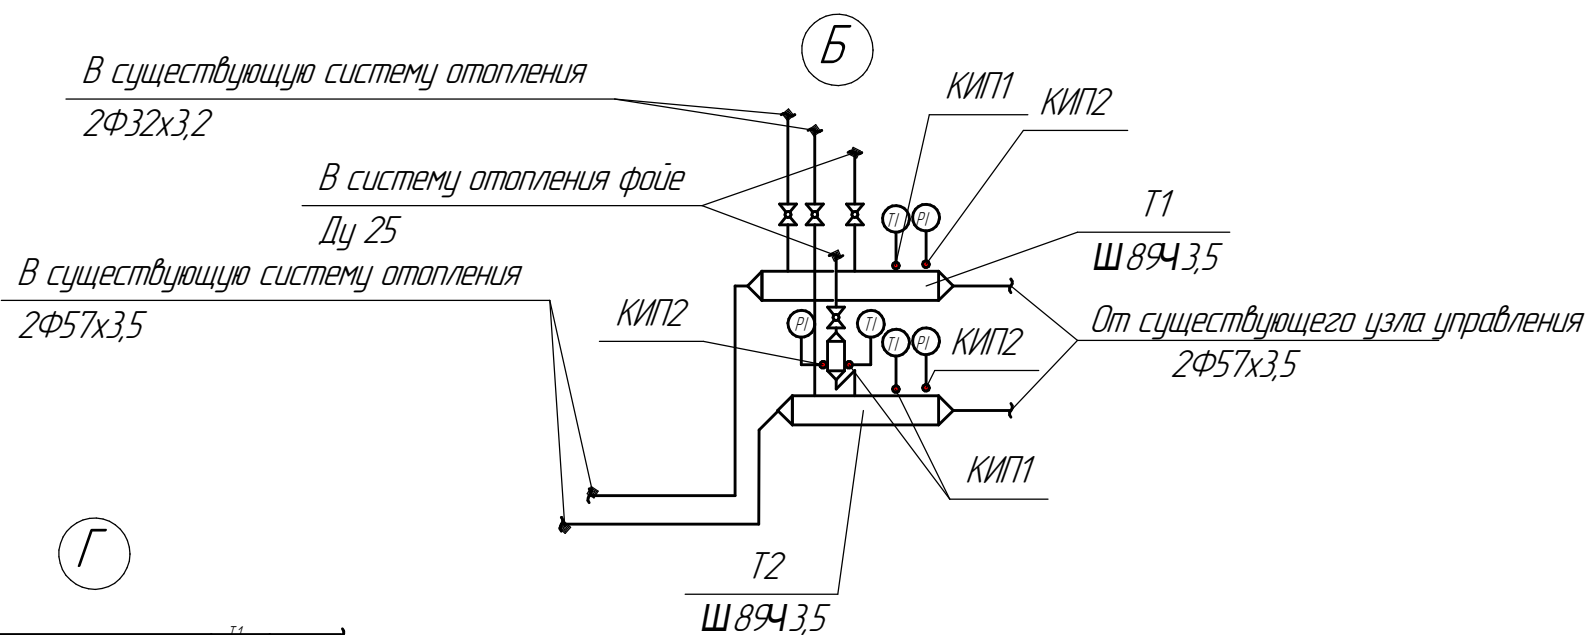 Б
В существующую систему отопления
2Ф32х3,2
КИП1
КИП2
В систему отопления фойе
Ду 25
Т1
Ш89Ч3,5
TI
PI
В существующую систему отопления
2Ф57х3,5
КИП2
PI
TI
TI
PI
КИП2
От существующего узла управления
2Ф57х3,5
КИП1
Г
Т2
Ш89Ч3,5
Т1